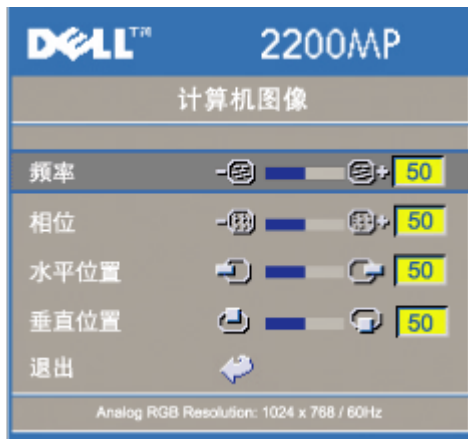 DELL™ 2200MP
计算机图像
频率 - + 50
相位 - + 50
水平位置 50
垂直位置 50
退出
Analog RGB Resolution: 1024 x 768 / 60Hz